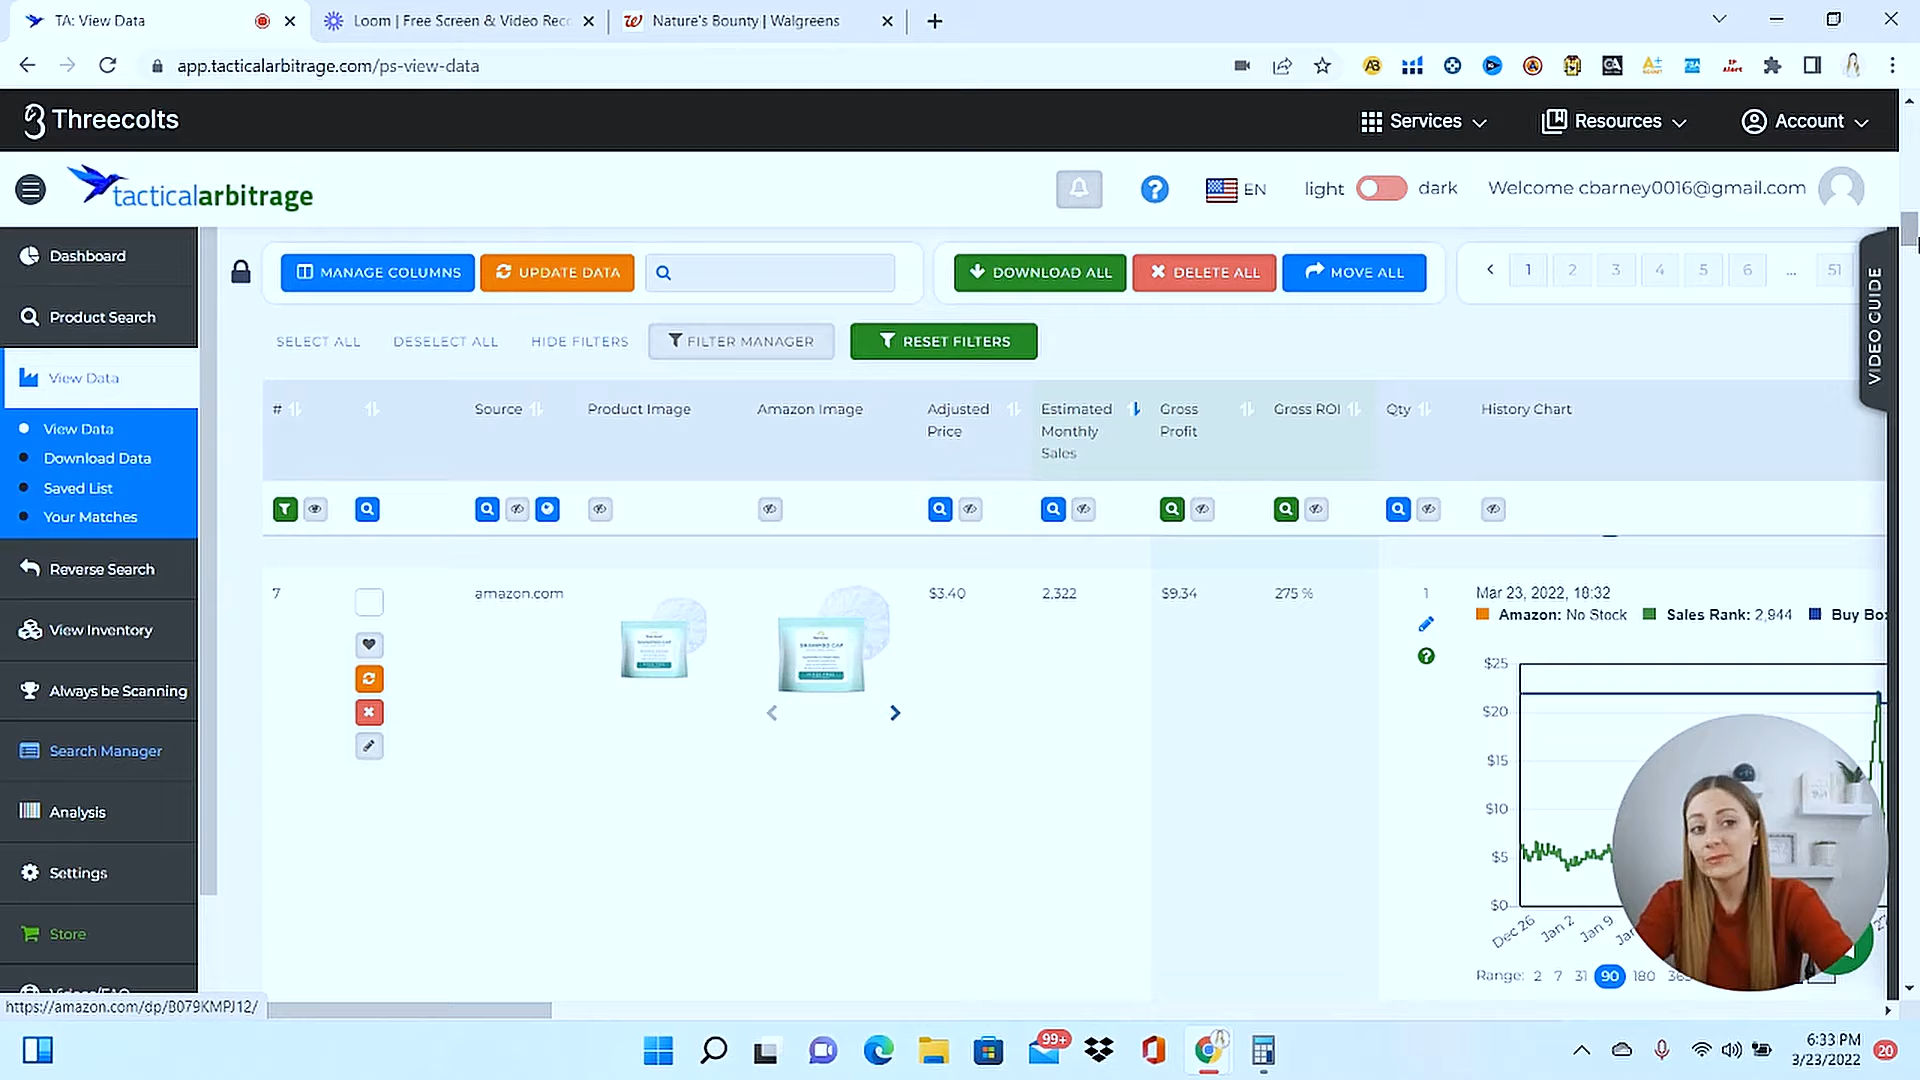 TA: View Data
Loom | Free Screen & Video Rec
Nature's Bounty | Walgreens
app.tacticalarbitrage.com/ps-view-data
Threecolts
Services
Resources
Account
tacticalarbitrage
EN
light
dark
Welcome cbarney0016@gmail.com
Dashboard
Product Search
View Data
View Data
Download Data
Saved List
Your Matches
Reverse Search
View Inventory
Always be Scanning
Search Manager
Analysis
Settings
Store
Videos/FAQ
MANAGE COLUMNS
UPDATE DATA
DOWNLOAD ALL
DELETE ALL
MOVE ALL
1 2 3 4 5 6 ... 51
VIDEO GUIDE
SELECT ALL
DESELECT ALL
HIDE FILTERS
FILTER MANAGER
RESET FILTERS
#
Source
Product Image
Amazon Image
Adjusted Price
Estimated Monthly Sales
Gross Profit
Gross ROI
Qty
History Chart
7
amazon.com
SHAMPOO CAP
$3.40
2,322
$9.34
275 %
1
Mar 23, 2022, 18:32
Amazon: No Stock
Sales Rank: 2,944
Buy Bo
$25
$20
$15
$10
$5
$0
Dec 26
Jan 2
Jan 9
Range: 2 7 31 90 180
https://amazon.com/dp/B079KMPJ12/
99+
6:33 PM
3/23/2022
20